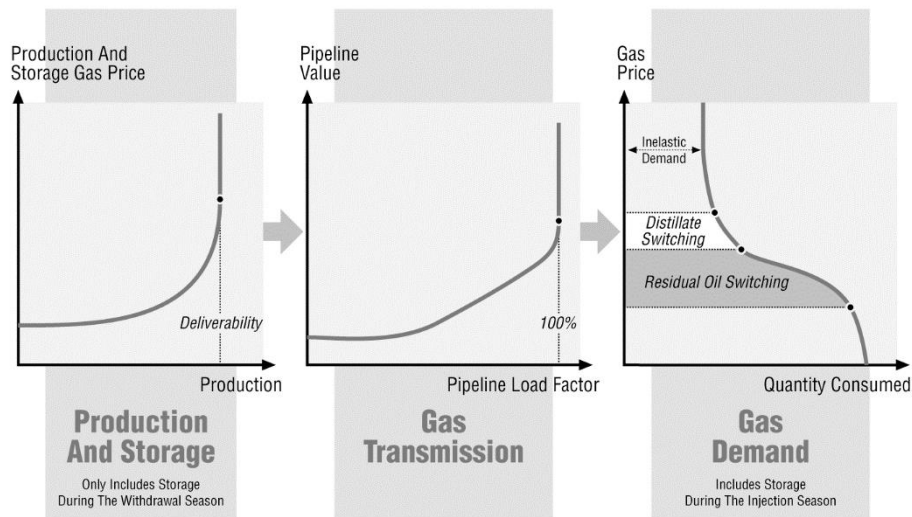 Production And
Storage Gas Price
Deliverability
Production
Production
And Storage
Only Includes Storage
During The Withdrawal Season
Pipeline
Value
100%
Pipeline Load Factor
Gas
Transmission
Gas
Price
Inelastic
Demand
Distillate
Switching
Residual Oil Switching
Quantity Consumed
Gas
Demand
Includes Storage
During The Injection Season